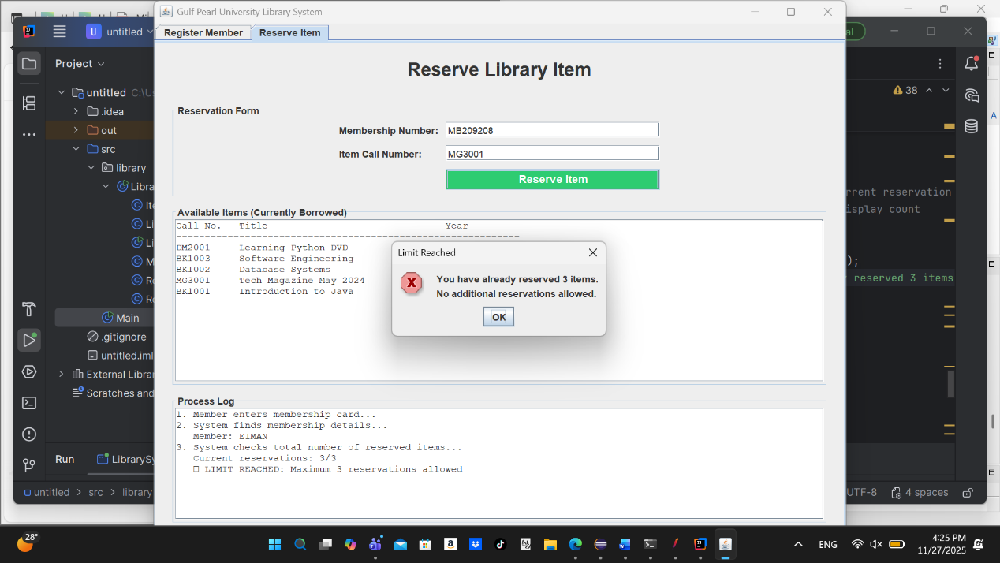 Gulf Pearl University Library System
Register Member
Reserve Item
U untitled
Project
Reserve Library Item
untitled C:\U
.idea
out
src
library
Libra
Main
.gitignore
untitled.iml
External Librar
Scratches and
Reservation Form
Membership Number: MB209208
Item Call Number: MG3001
Reserve Item
Available Items (Currently Borrowed)
Call No. Title Year
------------------------------------------------------------
DM2001 Learning Python DVD
BK1003 Software Engineering
BK1002 Database Systems
MG3001 Tech Magazine May 2024
BK1001 Introduction to Java
Limit Reached
You have already reserved 3 items.
No additional reservations allowed.
OK
Process Log
1. Member enters membership card...
2. System finds membership details...
Member: EIMAN
3. System checks total number of reserved items...
Current reservations: 3/3
☐ LIMIT REACHED: Maximum 3 reservations allowed
38
rrent reservation
isplay count
);
reserved 3 items
Run LibrarySy
untitled > src > library
UTF-8 4 spaces
28°
ENG
4:25 PM
11/27/2025